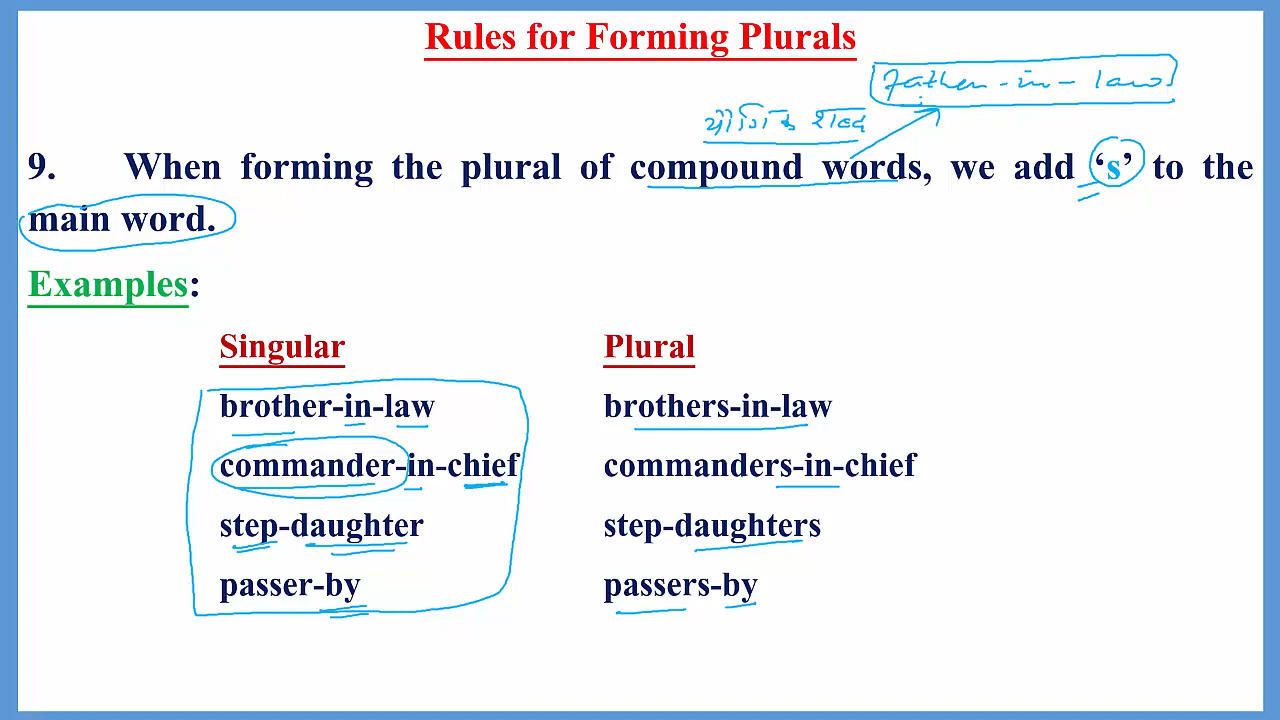 Rules for Forming Plurals
Father-in-law
यौगिक शब्द
9. When forming the plural of compound words, we add ‘s’ to the
main word.
Examples:
Singular Plural
brother-in-law brothers-in-law
commander-in-chief commanders-in-chief
step-daughter step-daughters
passer-by passers-by